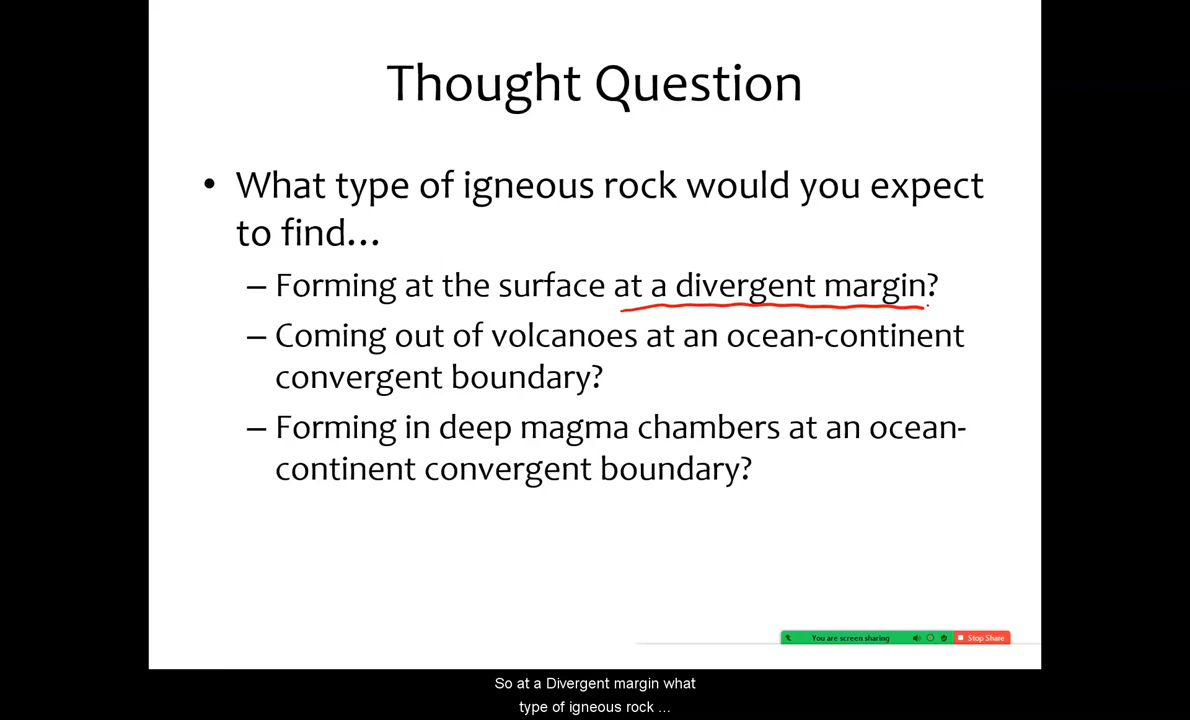 Thought Question
• What type of igneous rock would you expect
to find...
– Forming at the surface at a divergent margin?
– Coming out of volcanoes at an ocean-continent
convergent boundary?
– Forming in deep magma chambers at an ocean-
continent convergent boundary?
You are screen sharing
Stop Share
So at a Divergent margin what
type of igneous rock ...